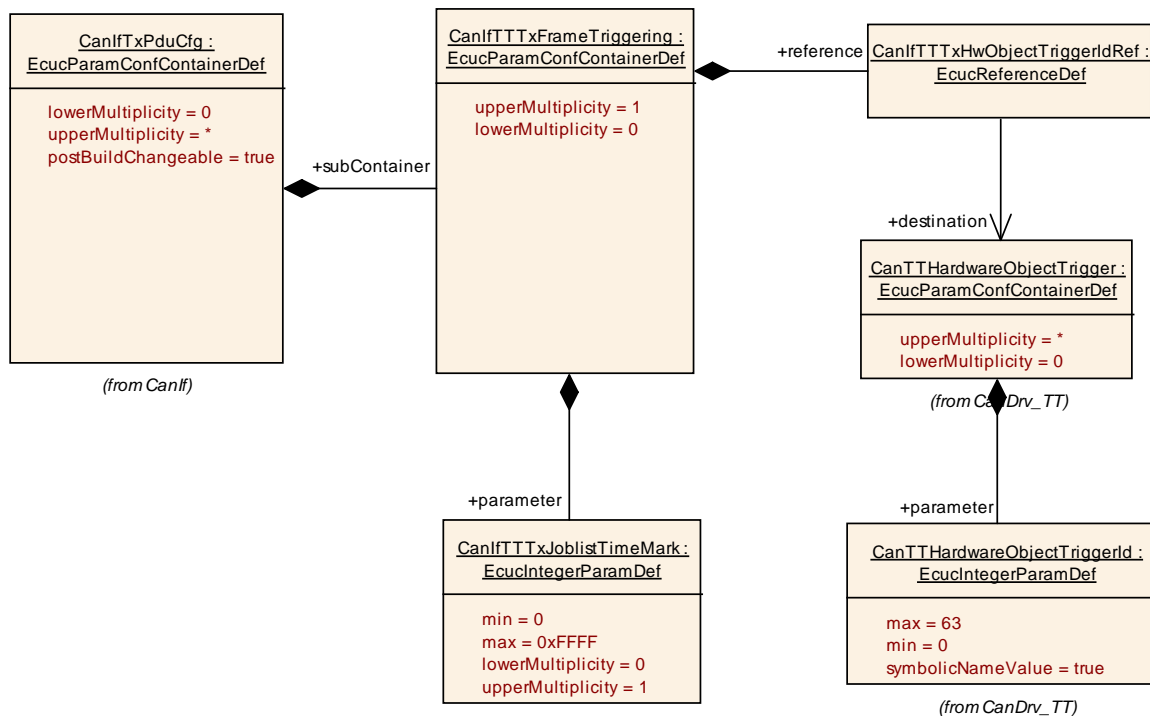 CanIfTxPduCfg :
EcucParamConfContainerDef
lowerMultiplicity = 0
upperMultiplicity = *
postBuildChangeable = true
(from CanIf)
+subContainer
CanIfTTTxFrameTriggering :
EcucParamConfContainerDef
upperMultiplicity = 1
lowerMultiplicity = 0
+reference
CanIfTTTxHwObjectTriggerIdRef :
EcucReferenceDef
+destination
CanTTHardwareObjectTrigger :
EcucParamConfContainerDef
upperMultiplicity = *
lowerMultiplicity = 0
(from CanDrv_TT)
+parameter
CanIfTTTxJoblistTimeMark :
EcucIntegerParamDef
min = 0
max = 0xFFFF
lowerMultiplicity = 0
upperMultiplicity = 1
+parameter
CanTTHardwareObjectTriggerId :
EcucIntegerParamDef
max = 63
min = 0
symbolicNameValue = true
(from CanDrv_TT)